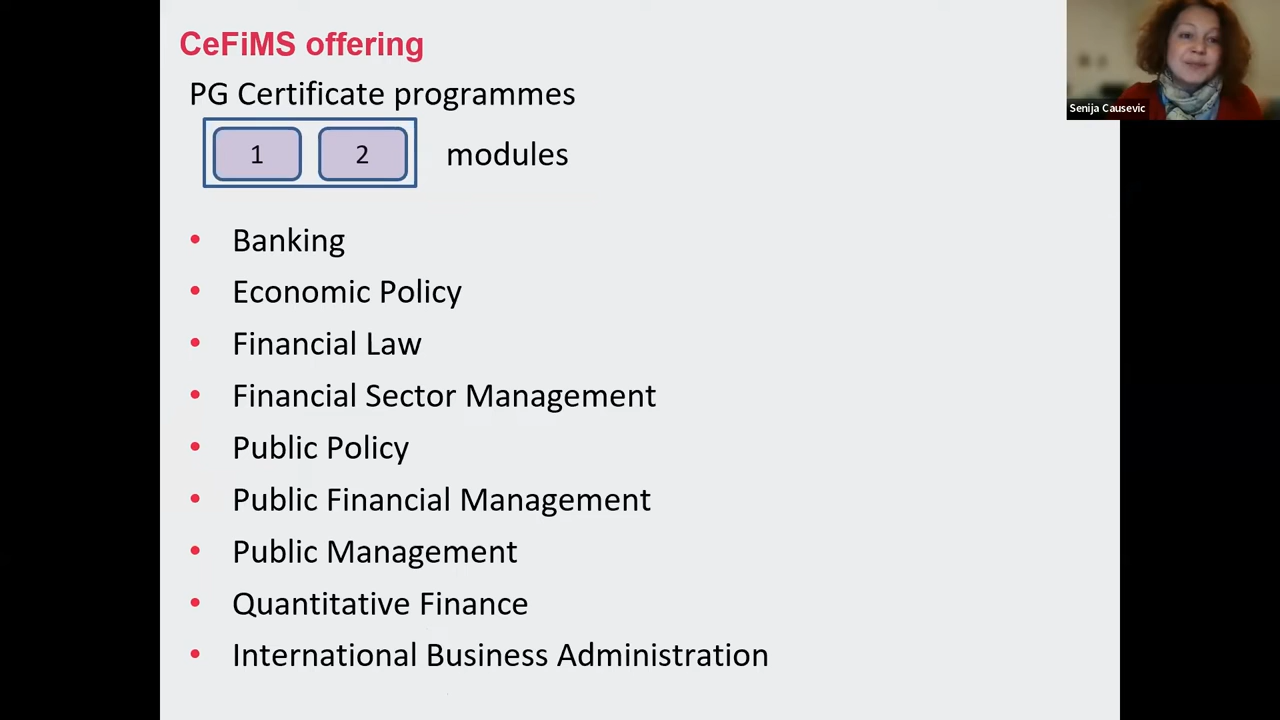 CeFiMS offering
PG Certificate programmes
1 2 modules
Senija Causevic
• Banking
• Economic Policy
• Financial Law
• Financial Sector Management
• Public Policy
• Public Financial Management
• Public Management
• Quantitative Finance
• International Business Administration